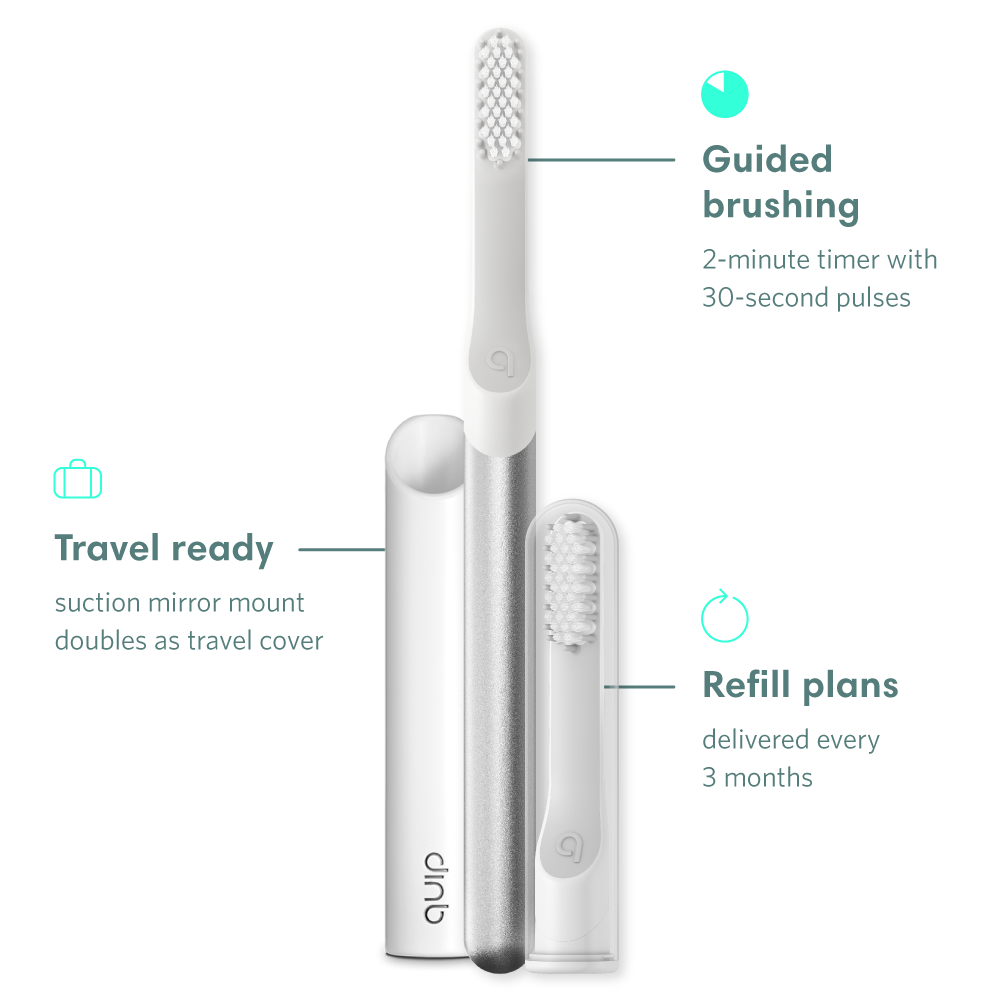 Guided
brushing
2-minute timer with
30-second pulses
Travel ready
suction mirror mount
doubles as travel cover
Refill plans
delivered every
3 months
quip
q
q